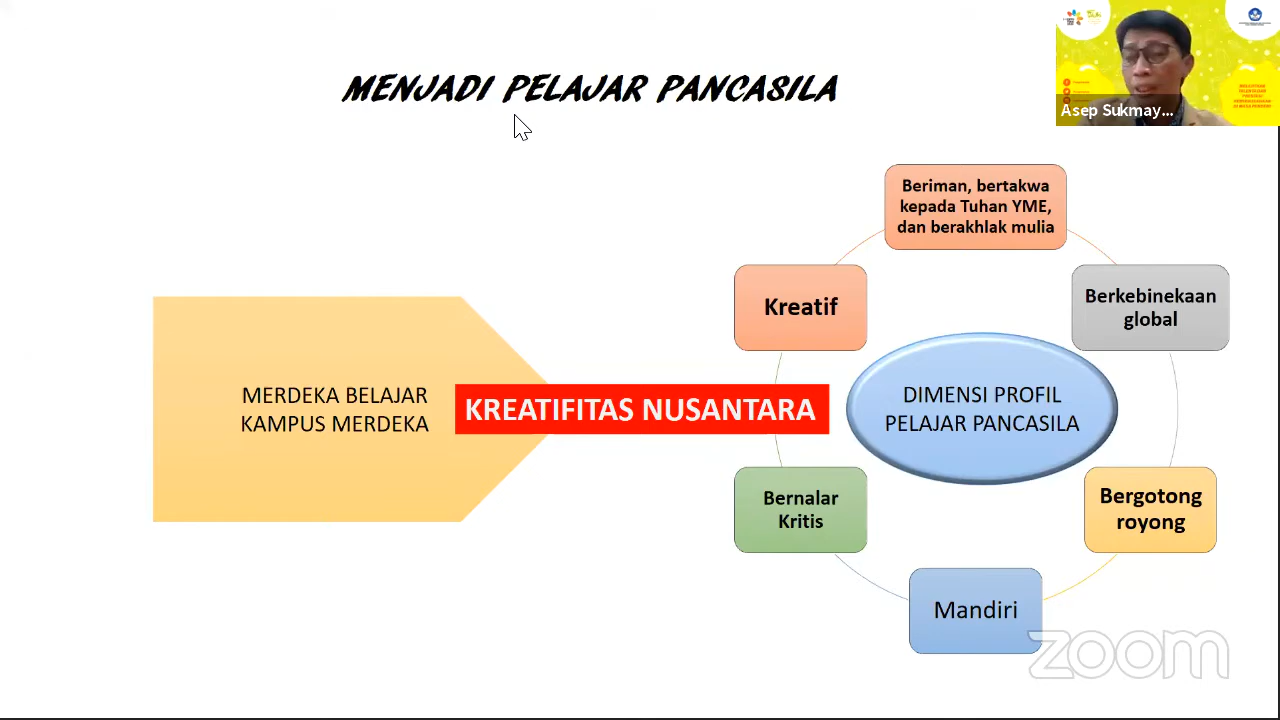 MENJADI PELAJAR PANCASILA
Asep Sukmay...
Beriman, bertakwa
kepada Tuhan YME,
dan berakhlak mulia
Kreatif
Berkebinekaan
global
MERDEKA BELAJAR
KAMPUS MERDEKA
KREATIFITAS NUSANTARA
DIMENSI PROFIL
PELAJAR PANCASILA
Bernalar
Kritis
Bergotong
royong
Mandiri
zoom